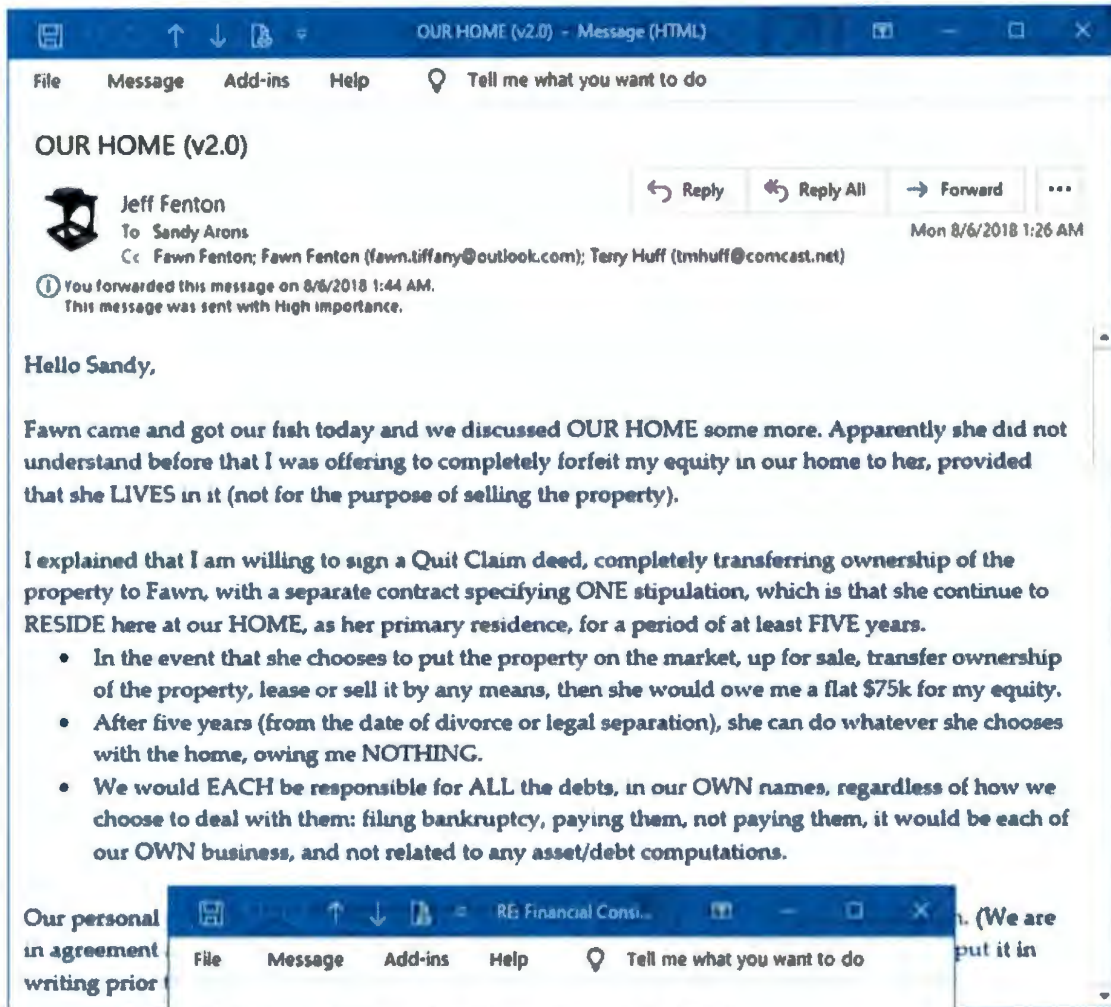 OUR HOME (v2.0) - Message (HTML)
File Message Add-ins Help Tell me what you want to do
OUR HOME (v2.0)
Jeff Fenton
Reply Reply All Forward ...
To Sandy Arons
Mon 8/6/2018 1:26 AM
Cc Fawn Fenton; Fawn Fenton (fawn.tiffany@outlook.com); Terry Huff (tmhuff@comcast.net)
You forwarded this message on 8/6/2018 1:44 AM.
This message was sent with High importance.
Hello Sandy,
Fawn came and got our fish today and we discussed OUR HOME some more. Apparently she did not
understand before that I was offering to completely forfeit my equity in our home to her, provided
that she LIVES in it (not for the purpose of selling the property).
I explained that I am willing to sign a Quit Claim deed, completely transferring ownership of the
property to Fawn, with a separate contract specifying ONE stipulation, which is that she continue to
RESIDE here at our HOME, as her primary residence, for a period of at least FIVE years.
• In the event that she chooses to put the property on the market, up for sale, transfer ownership
of the property, lease or sell it by any means, then she would owe me a flat $75k for my equity.
• After five years (from the date of divorce or legal separation), she can do whatever she chooses
with the home, owing me NOTHING.
• We would EACH be responsible for ALL the debts, in our OWN names, regardless of how we
choose to deal with them: filing bankruptcy, paying them, not paying them, it would be each of
our OWN business, and not related to any asset/debt computations.
Our personal
RE: Financial Consi...
(We are
in agreement
File Message Add-ins Help Tell me what you want to do
put it in
writing prior